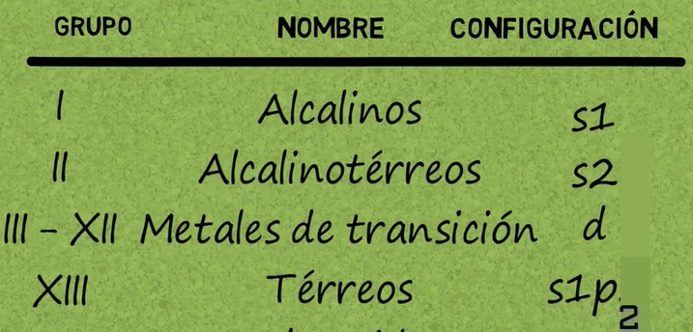 GRUPO NOMBRE CONFIGURACIÓN
I Alcalinos s1
II Alcalinotérreos s2
III - XII Metales de transición d
XIII Térreos s1p
2